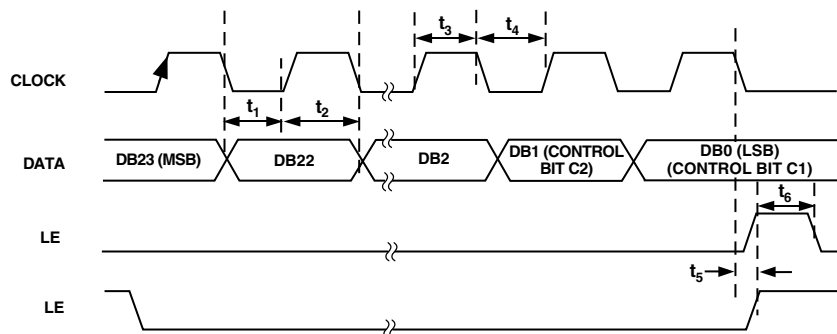 t3
t4
CLOCK
t1
t2
DATA
DB23 (MSB)
DB22
DB2
DB1 (CONTROL
BIT C2)
DB0 (LSB)
(CONTROL BIT C1)
t6
LE
t5
LE